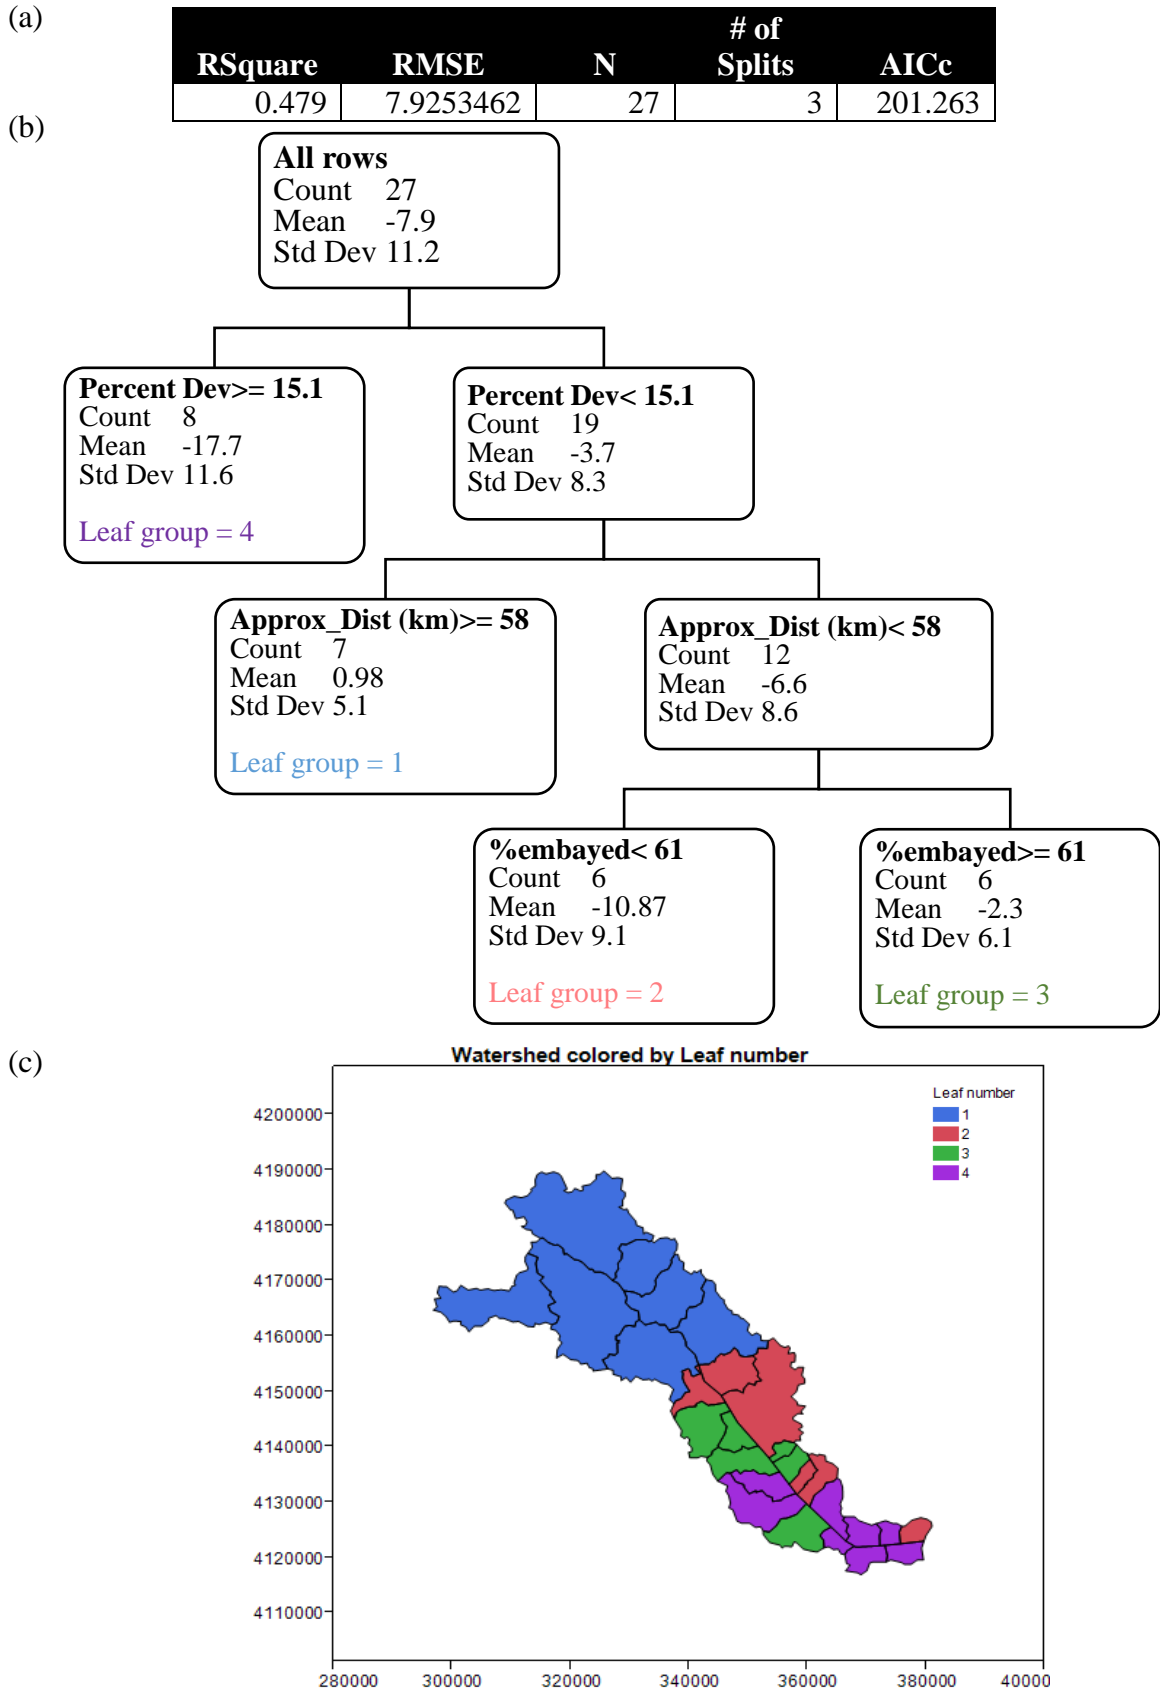 (a)
# of
RSquare RMSE N Splits AICc
0.479 7.9253462 27 3 201.263
(b)
All rows
Count 27
Mean -7.9
Std Dev 11.2
Percent Dev>= 15.1
Count 8
Mean -17.7
Std Dev 11.6
Leaf group = 4
Percent Dev< 15.1
Count 19
Mean -3.7
Std Dev 8.3
Approx_Dist (km)>= 58
Count 7
Mean 0.98
Std Dev 5.1
Leaf group = 1
Approx_Dist (km)< 58
Count 12
Mean -6.6
Std Dev 8.6
%embayed< 61
Count 6
Mean -10.87
Std Dev 9.1
Leaf group = 2
%embayed>= 61
Count 6
Mean -2.3
Std Dev 6.1
Leaf group = 3
(c)
Watershed colored by Leaf number
Leaf number
1
2
3
4
4200000
4190000
4180000
4170000
4160000
4150000
4140000
4130000
4120000
4110000
280000 300000 320000 340000 360000 380000 40000